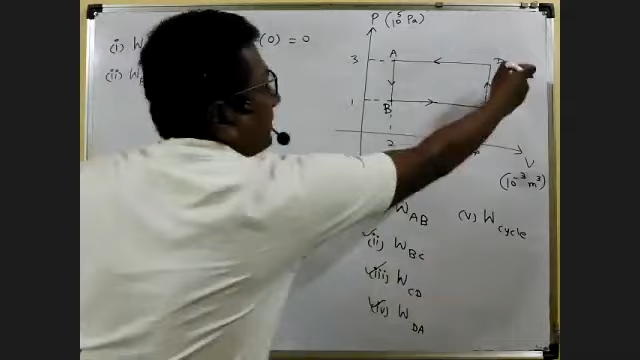 (i) W (0) = 0
(ii) W
P (10⁵ Pa)
3 A
1 B
2
V
(10⁻³ m³)
W_AB (v) W_cycle
(ii) W_BC
(iii) W_CD
(iv) W_DA